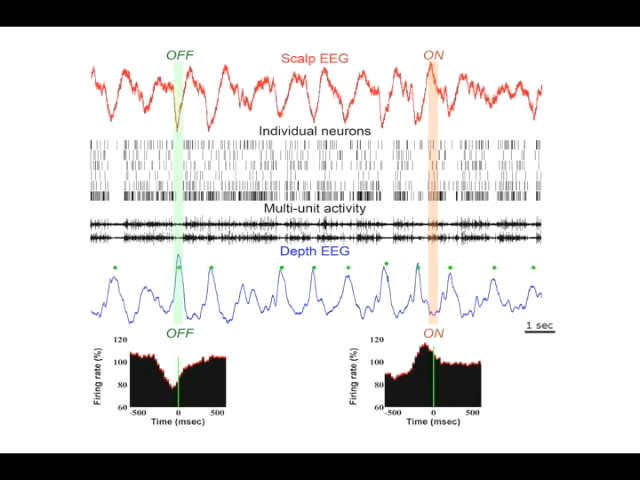 OFF
ON
Scalp EEG
Individual neurons
Multi-unit activity
Depth EEG
1 sec
OFF
ON
120
100
80
60
Firing rate (%)
-500 0 500
Time (msec)
120
100
80
60
Firing rate (%)
-500 0 500
Time (msec)